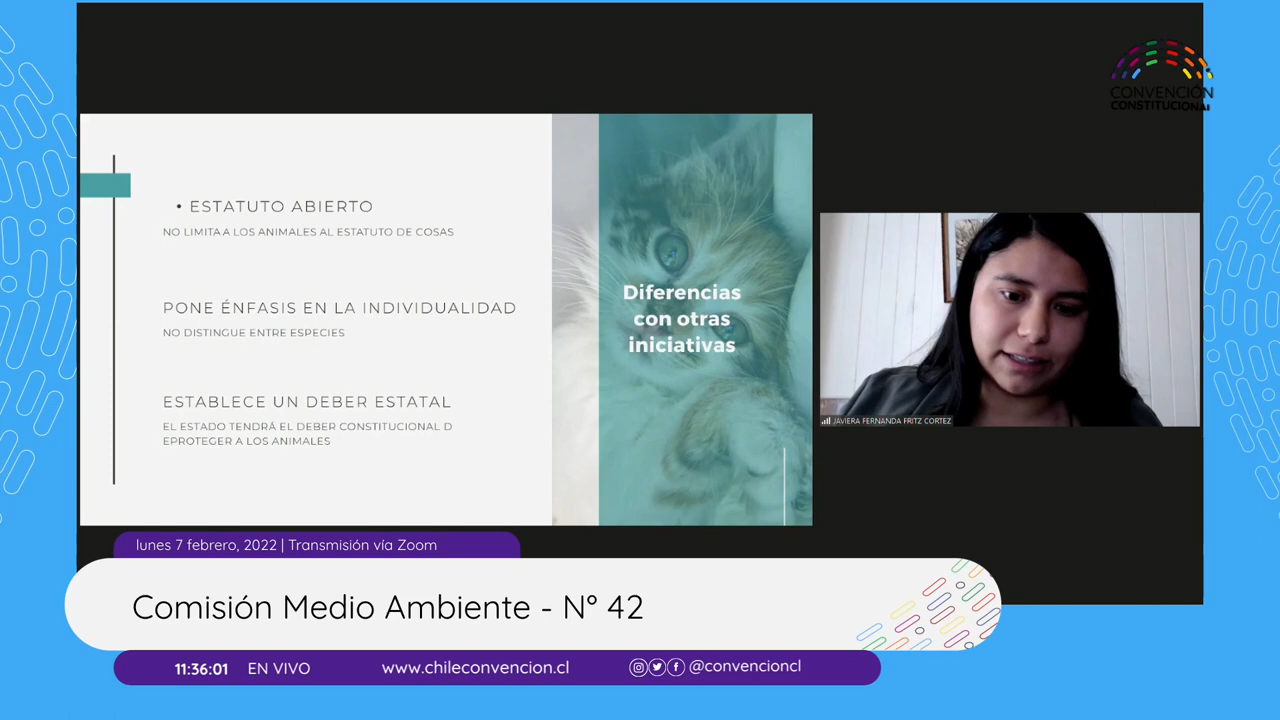 CONVENCIÓN
CONSTITUCIONAL
• ESTATUTO ABIERTO
NO LIMITA A LOS ANIMALES AL ESTATUTO DE COSAS
PONE ÉNFASIS EN LA INDIVIDUALIDAD
NO DISTINGUE ENTRE ESPECIES
ESTABLECE UN DEBER ESTATAL
EL ESTADO TENDRÁ EL DEBER CONSTITUCIONAL D
EPROTEGER A LOS ANIMALES
Diferencias
con otras
iniciativas
JAVIERA FERNANDA FRITZ CORTEZ
lunes 7 febrero, 2022 | Transmisión vía Zoom
Comisión Medio Ambiente - N° 42
11:36:01 EN VIVO www.chileconvencion.cl @convencioncl